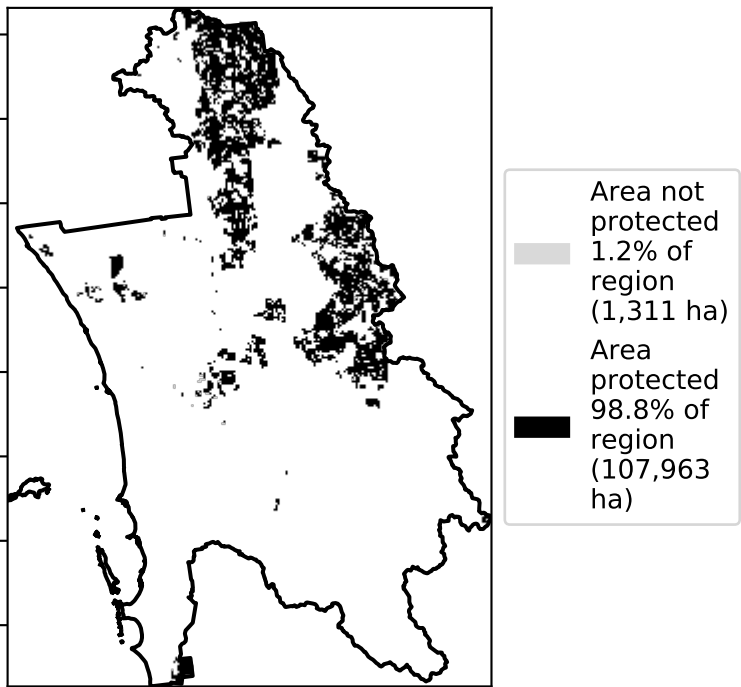 Area not
protected
1.2% of
region
(1,311 ha)
Area
protected
98.8% of
region
(107,963
ha)